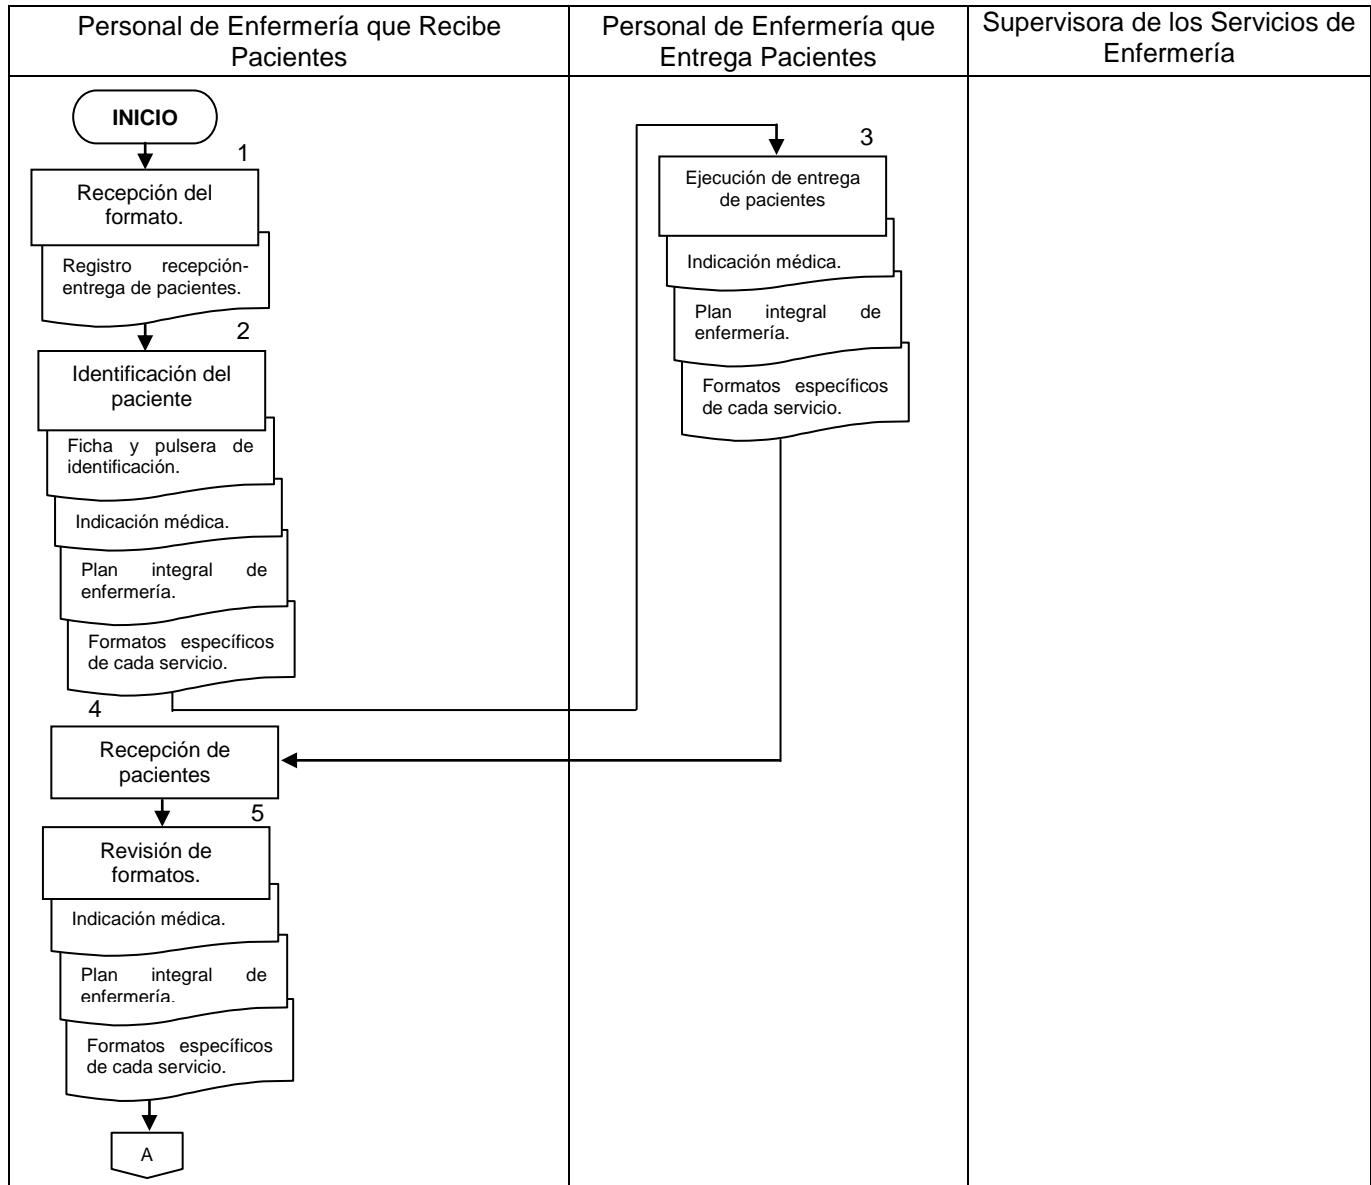 Personal de Enfermería que Recibe
Pacientes
Personal de Enfermería que
Entrega Pacientes
Supervisora de los Servicios de
Enfermería
INICIO
1
Recepción del
formato.
Registro recepción-
entrega de pacientes.
2
Identificación del
paciente
Ficha y pulsera de
identificación.
Indicación médica.
Plan integral de
enfermería.
Formatos específicos
de cada servicio.
3
Ejecución de entrega
de pacientes
Indicación médica.
Plan integral de
enfermería.
Formatos específicos
de cada servicio.
4
Recepción de
pacientes
5
Revisión de
formatos.
Indicación médica.
Plan integral de
enfermería.
Formatos específicos
de cada servicio.
A